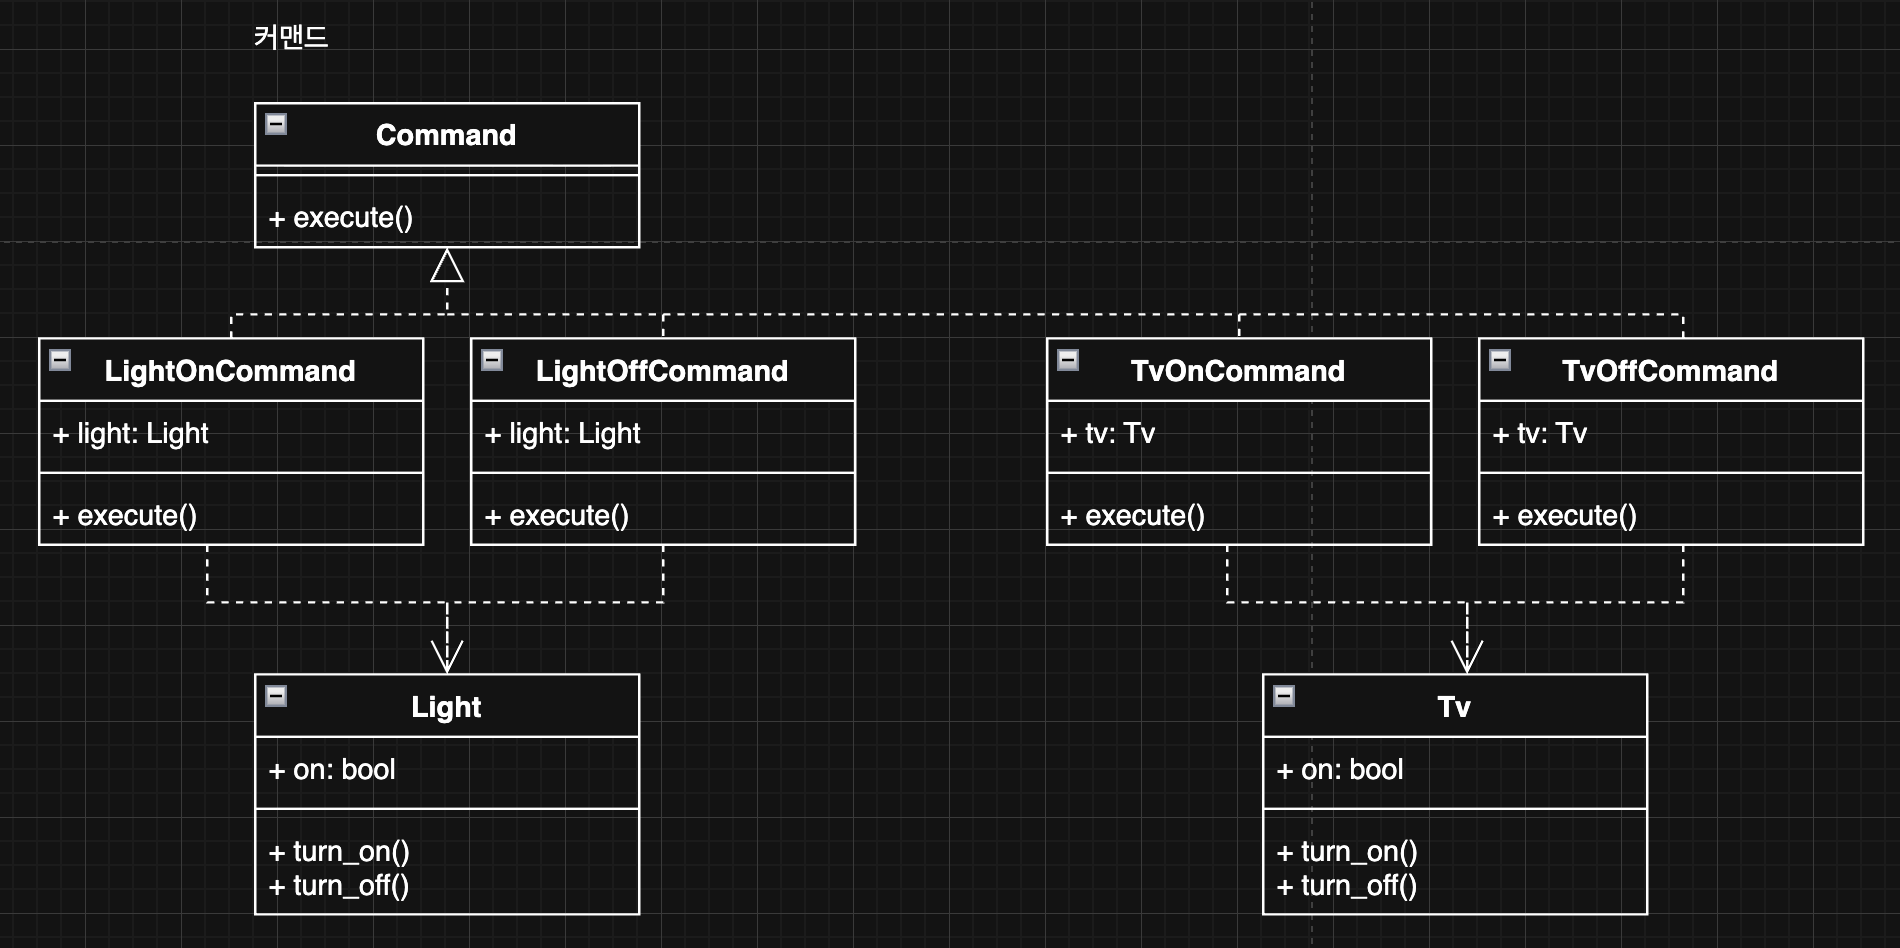 커맨드
Command
+ execute()
LightOnCommand
+ light: Light
+ execute()
LightOffCommand
+ light: Light
+ execute()
TvOnCommand
+ tv: Tv
+ execute()
TvOffCommand
+ tv: Tv
+ execute()
Light
+ on: bool
+ turn_on()
+ turn_off()
Tv
+ on: bool
+ turn_on()
+ turn_off()